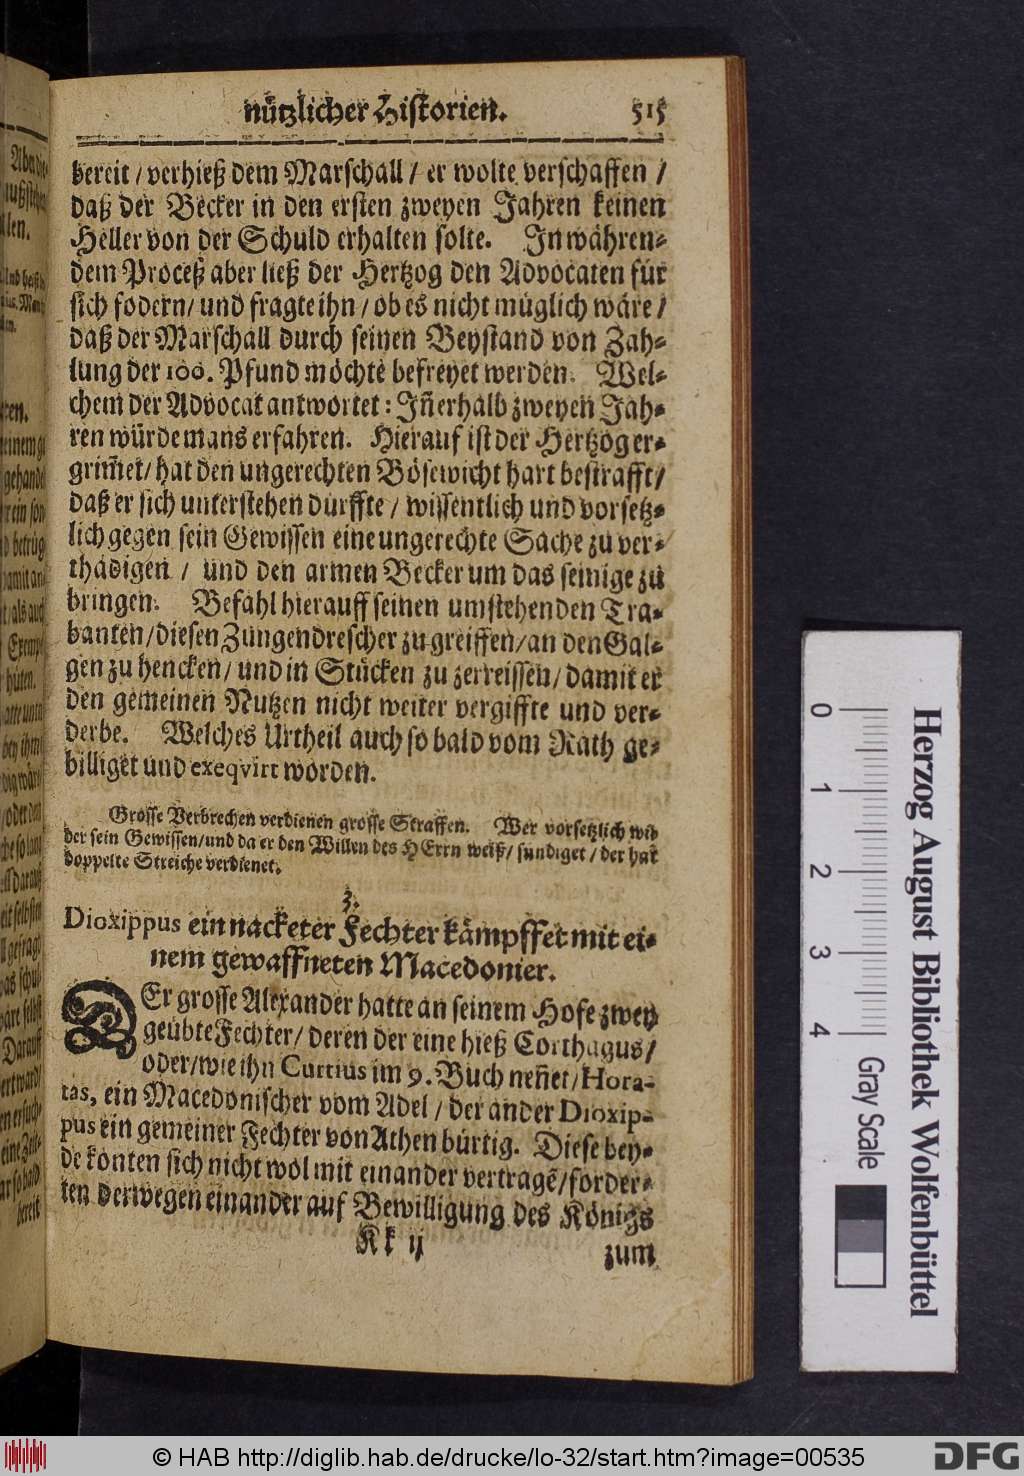 nützlicher Historien. 515
bereit / verhieß dem Marschall / er wolte verschaffen /
daß der Becker in den ersten zweyen Jahren keinen
Heller von der Schuld erhalten solte. In währen-
dem Proceß aber ließ der Hertzog den Advocaten für
sich fodern / und fragte ihn / ob es nicht müglich wäre /
daß der Marschall durch seinen Beystand von Zah-
lung der 100. Pfund möchte befreyet werden. Wel-
chem der Advocat antwortet: Iñerhalb zweyen Jah-
ren würde mans erfahren. Hierauf ist der Hertzog er-
grim̃et / hat den ungerechten Bösewicht hart bestrafft /
daß er sich unterstehen durffte / wissentlich und vorsetz-
lich gegen sein Gewissen eine ungerechte Sache zu ver-
thädigen / und den armen Becker um das seinige zu
bringen. Befahl hierauff seinen umstehenden Tra-
banten / diesen Zungendrescher zu greiffen / an den Gal-
gen zu hencken / und in Stücken zu zerreissen / damit er
den gemeinen Nutzen nicht weiter vergiffte und ver-
derbe. Welches Urtheil auch so bald vom Rath ge-
billiget und exeqvirt worden.
Grosse Verbrechen verdienen grosse Straffen. Wer vorsetzlich wid
der sein Gewissen / und da er den Willen des HErrn weiß / sündiget / der hat
doppelte Streiche verdienet.
3.
Dioxippus ein nacketer Fechter kämpffet mit ei-
nem gewaffneten Macedonier.
DEr grosse Alexander hatte an seinem Hofe zwey
geübte Fechter / deren der eine hieß Corthagus /
oder / wie ihn Curtius im 9. Buch neñet / Hora-
tas, ein Macedonischer vom Adel / der ander Dioxip-
pus ein gemeiner Fechter von Athen bürtig. Diese bey-
de konten sich nicht wol mit einander vertragẽ / forder-
ten derwegen einander auf Bewilligung des Königs
Kk ij zum
0 1 2 3 4
Gray Scale
Herzog August Bibliothek Wolfenbüttel
© HAB http://diglib.hab.de/drucke/lo-32/start.htm?image=00535
DFG